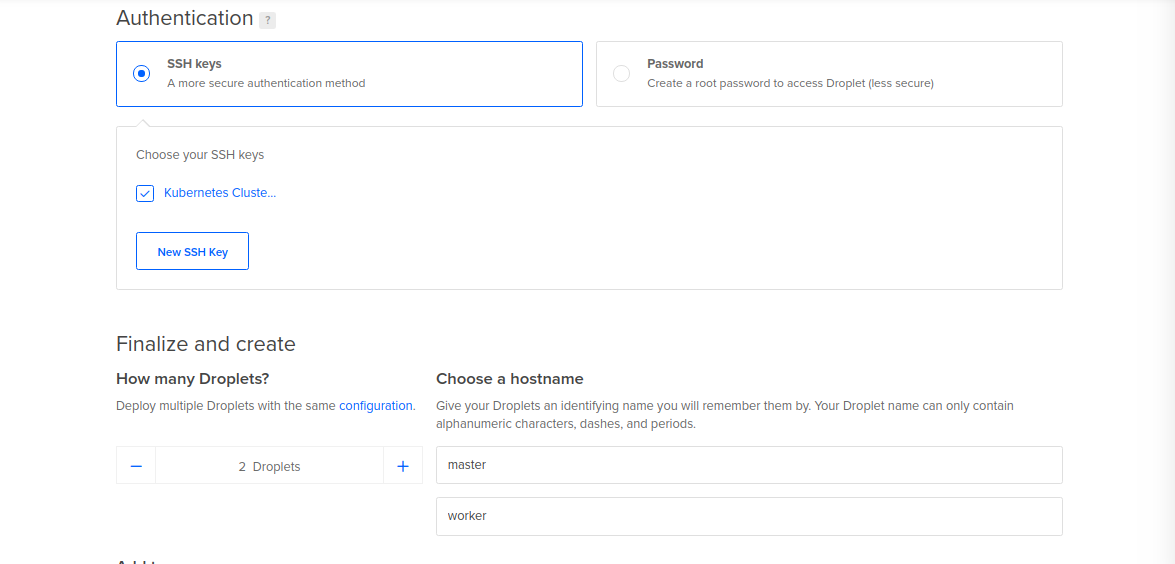 Authentication ?
SSH keys
A more secure authentication method
Password
Create a root password to access Droplet (less secure)
Choose your SSH keys
Kubernetes Cluste...
New SSH Key
Finalize and create
How many Droplets?
Deploy multiple Droplets with the same configuration.
2 Droplets
Choose a hostname
Give your Droplets an identifying name you will remember them by. Your Droplet name can only contain
alphanumeric characters, dashes, and periods.
master
worker